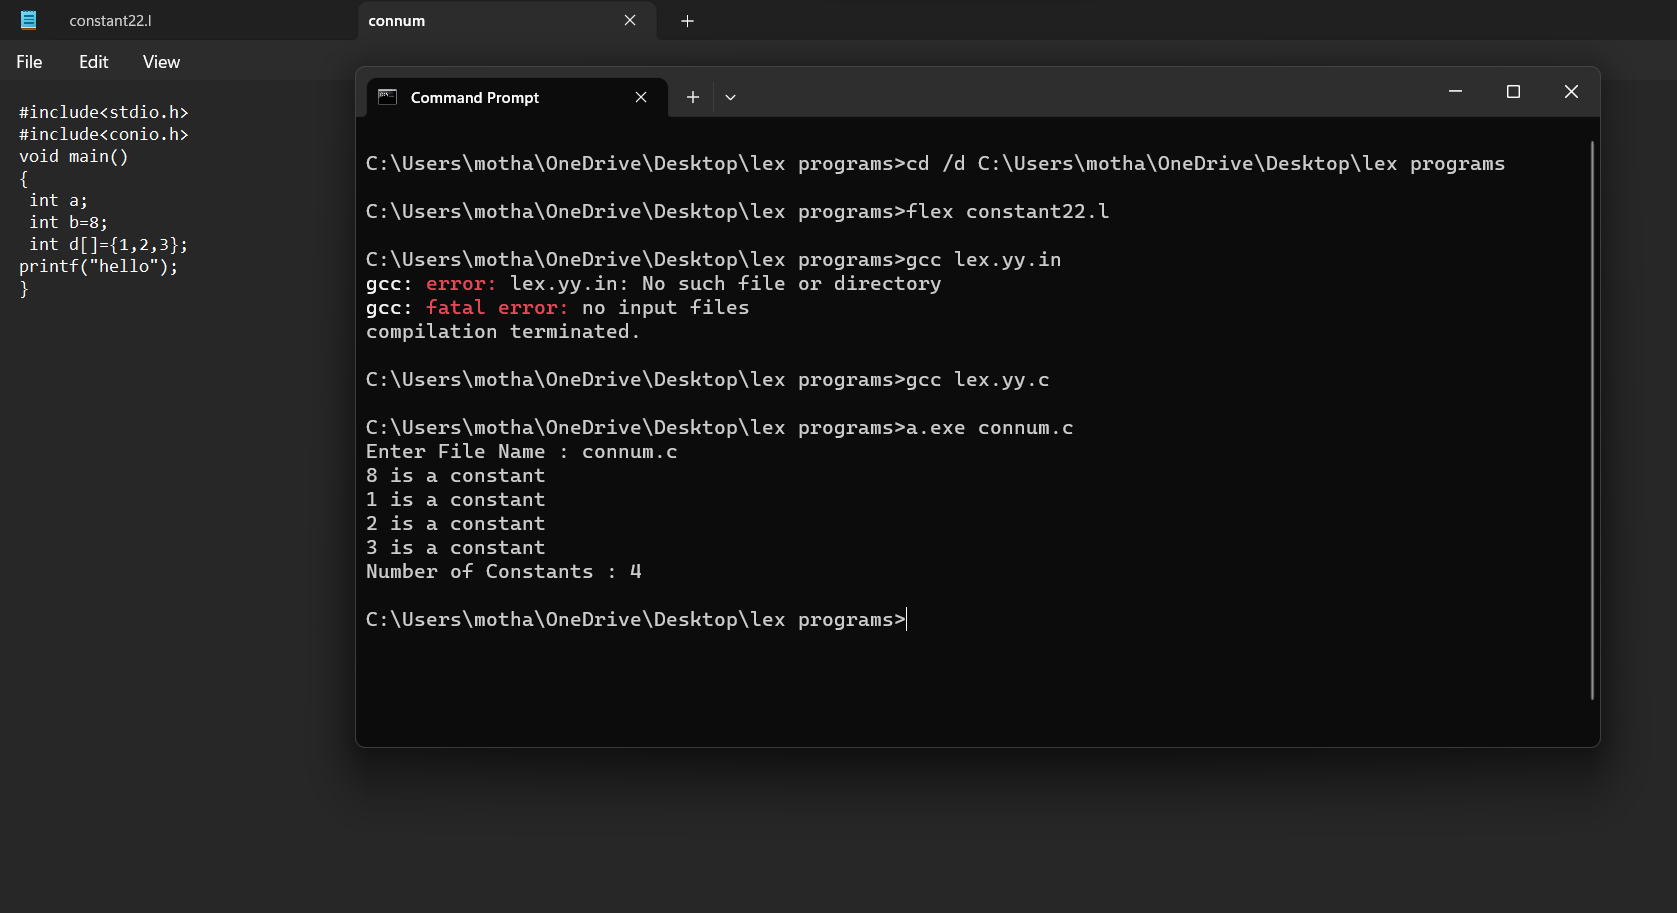 constant22.l
connum
File Edit View
#include<stdio.h>
#include<conio.h>
void main()
{
int a;
int b=8;
int d[]={1,2,3};
printf("hello");
}
Command Prompt
C:\Users\motha\OneDrive\Desktop\lex programs>cd /d C:\Users\motha\OneDrive\Desktop\lex programs
C:\Users\motha\OneDrive\Desktop\lex programs>flex constant22.l
C:\Users\motha\OneDrive\Desktop\lex programs>gcc lex.yy.in
gcc: error: lex.yy.in: No such file or directory
gcc: fatal error: no input files
compilation terminated.
C:\Users\motha\OneDrive\Desktop\lex programs>gcc lex.yy.c
C:\Users\motha\OneDrive\Desktop\lex programs>a.exe connum.c
Enter File Name : connum.c
8 is a constant
1 is a constant
2 is a constant
3 is a constant
Number of Constants : 4
C:\Users\motha\OneDrive\Desktop\lex programs>